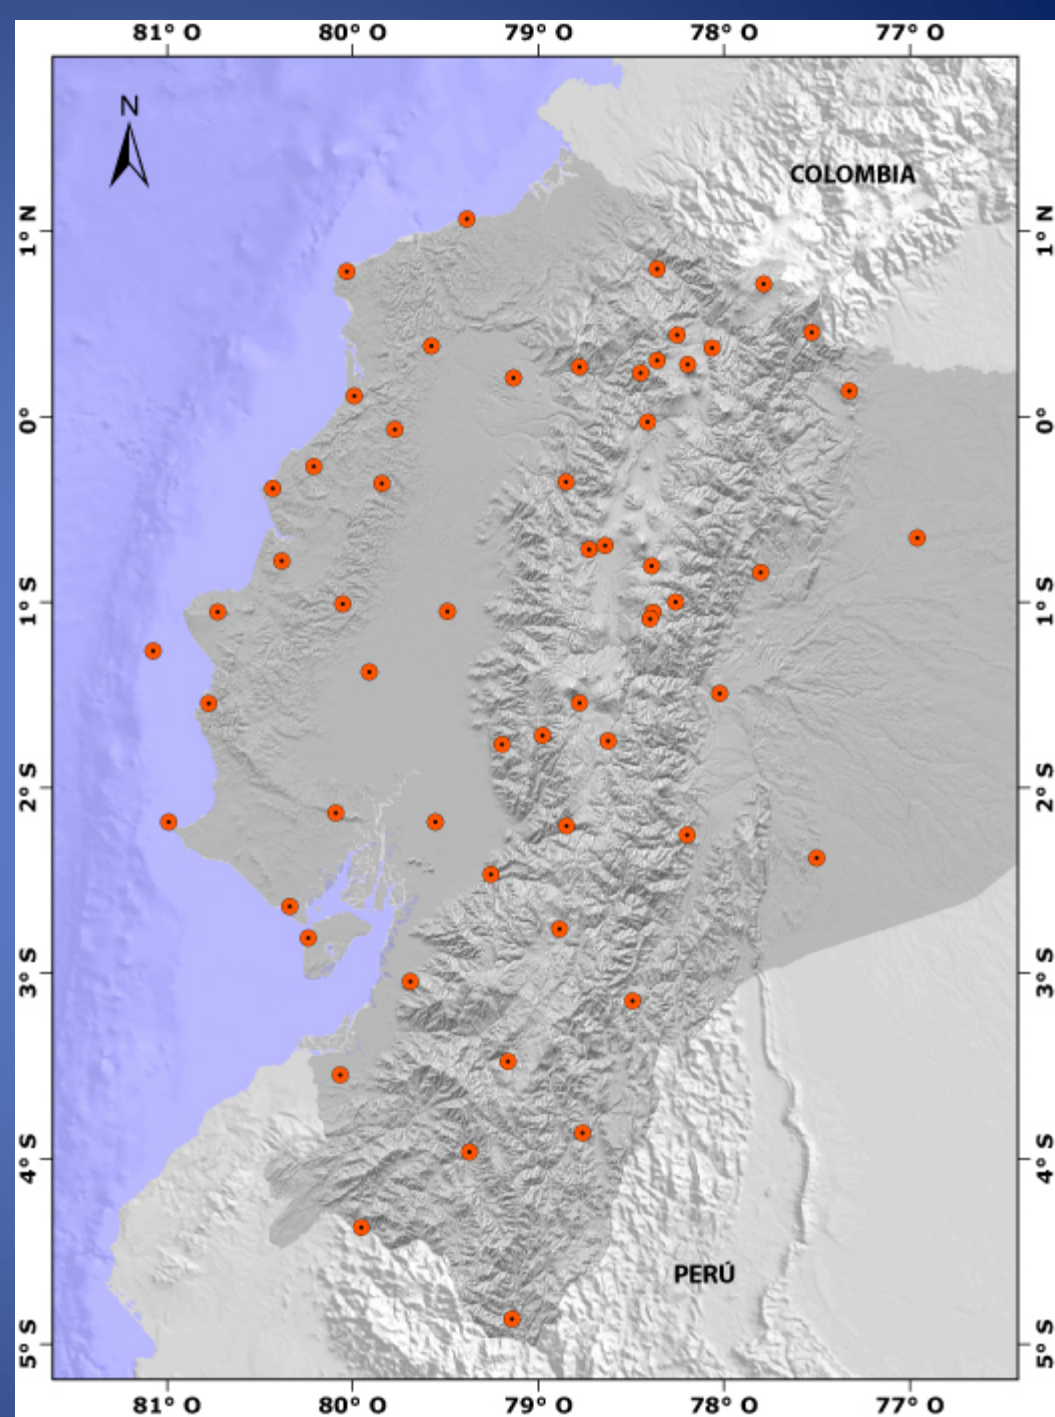 81° O 80° O 79° O 78° O 77° O
N
COLOMBIA
1° N 1° N
0° 0°
1° S 1° S
2° S 2° S
3° S 3° S
4° S 4° S
PERÚ
5° S 5° S
81° O 80° O 79° O 78° O 77° O